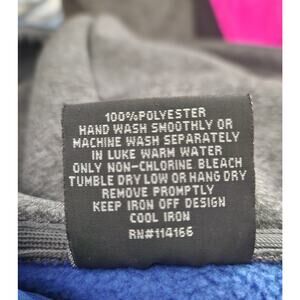 100%POLYESTER
HAND WASH SMOOTHLY OR
MACHINE WASH SEPARATELY
IN LUKE WARM WATER
ONLY NON-CHLORINE BLEACH
TUMBLE DRY LOW OR HANG DRY
REMOVE PROMPTLY
KEEP IRON OFF DESIGN
COOL IRON
RN#114166